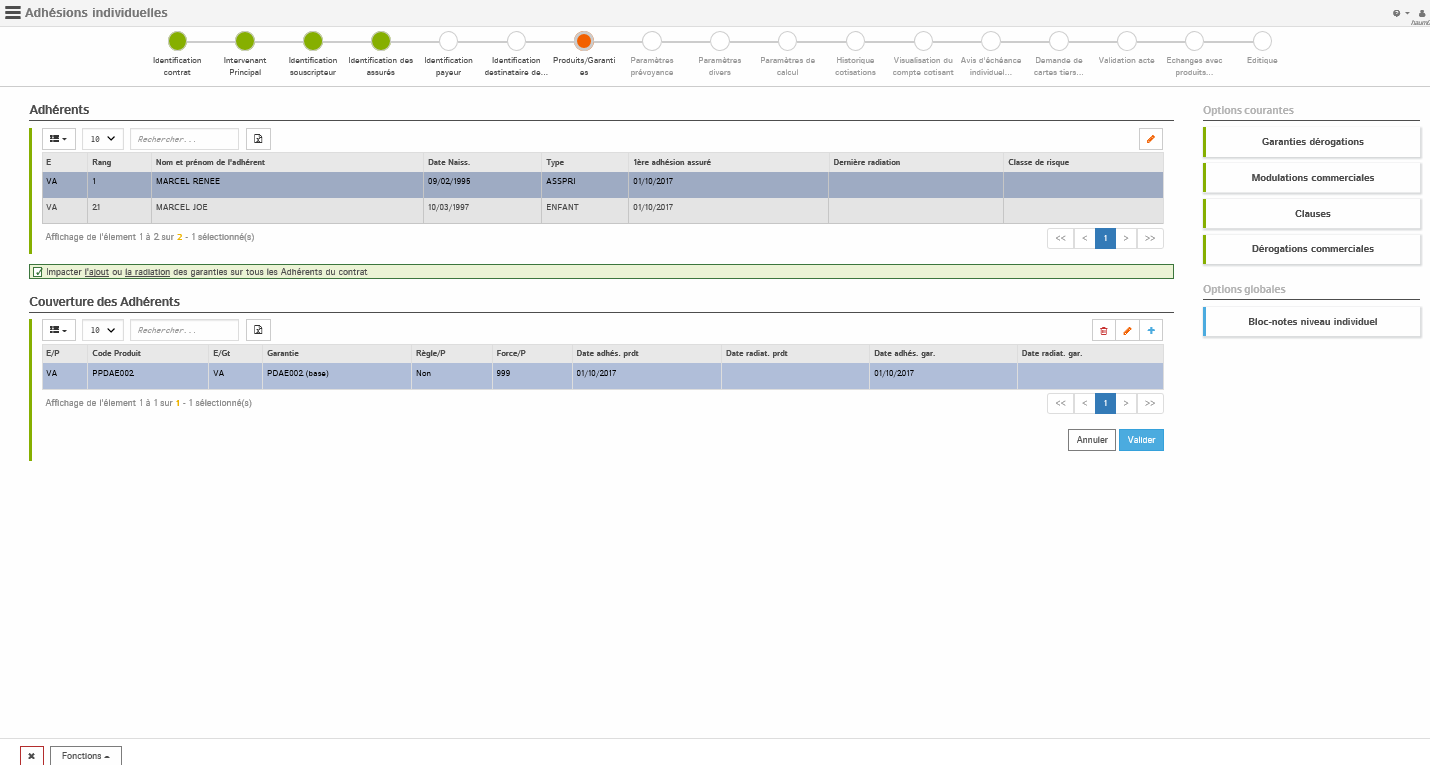 Adhésions individuelles
Identification contrat
Intervenant Principal
Identification souscripteur
Identification des assurés
Identification payeur
Identification destinataire de...
Produits/Garanties
Paramètres prévoyance
Paramètres divers
Paramètres de calcul
Historique cotisations
Visualisation du compte cotisant
Avis d'échéance individuel...
Demande de cartes tiers...
Validation acte
Echanges avec produits...
Editique
Adhérents
10 Rechercher...
E Rang Nom et prénom de l'adhérent Date Naiss. Type 1ère adhésion assuré Dernière radiation Classe de risque
VA 1 MARCEL RENEE 09/02/1995 ASSPRI 01/10/2017
VA 21 MARCEL JOE 10/03/1997 ENFANT 01/10/2017
Affichage de l'élement 1 à 2 sur 2 - 1 sélectionné(s) << < 1 > >>
Impacter l'ajout ou la radiation des garanties sur tous les Adhérents du contrat
Couverture des Adhérents
10 Rechercher...
E/P Code Produit E/Gt Garantie Règle/P Force/P Date adhés. prdt Date radiat. prdt Date adhés. gar. Date radiat. gar.
VA PPDAE002 VA PDAE002 (base) Non 999 01/10/2017 01/10/2017
Affichage de l'élement 1 à 1 sur 1 - 1 sélectionné(s) << < 1 > >>
Annuler Valider
Options courantes
Garanties dérogations
Modulations commerciales
Clauses
Dérogations commerciales
Options globales
Bloc-notes niveau individuel
Fonctions